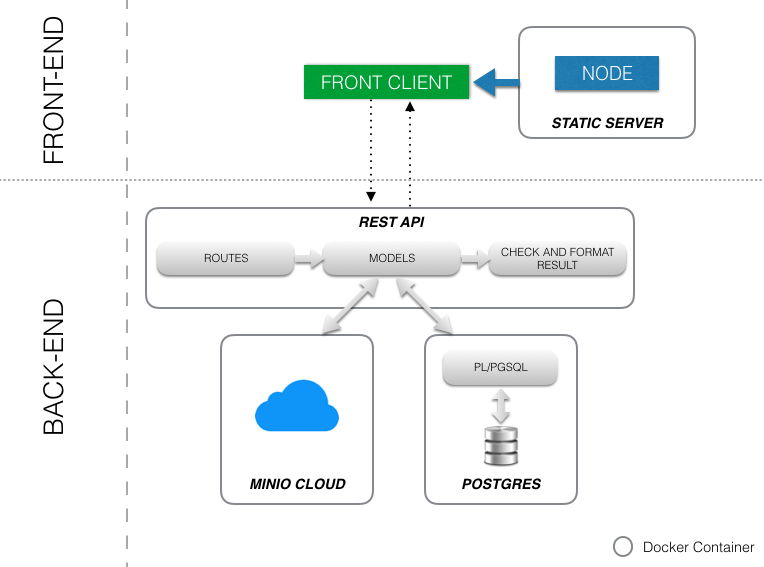 FRONT-END
FRONT CLIENT
NODE
STATIC SERVER
BACK-END
REST API
ROUTES
MODELS
CHECK AND FORMAT
RESULT
MINIO CLOUD
PL/PGSQL
POSTGRES
Docker Container